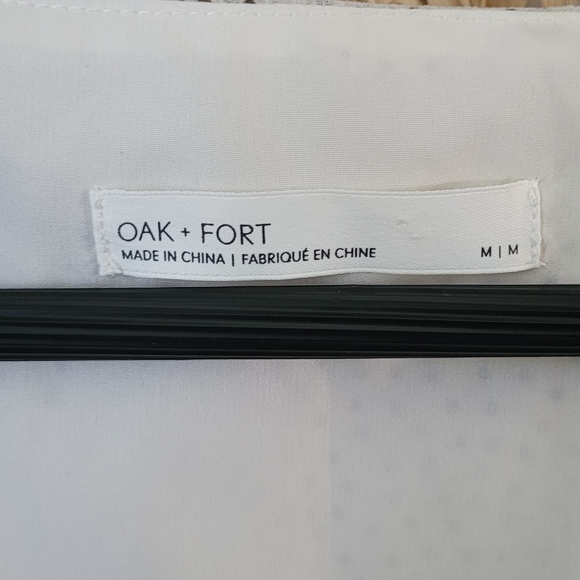 OAK + FORT
MADE IN CHINA | FABRIQUÉ EN CHINE
M | M